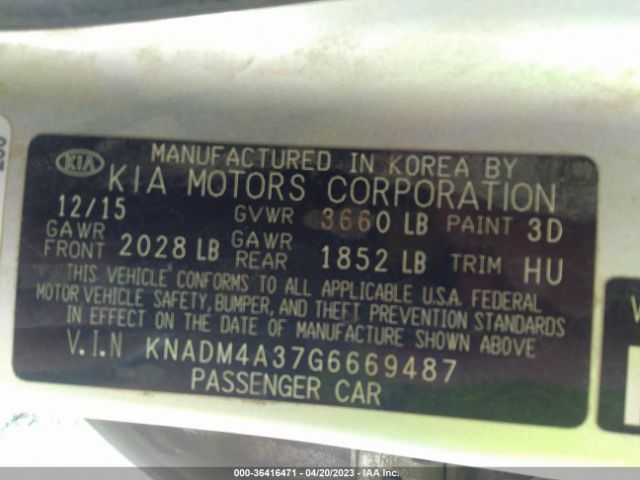 KIA MANUFACTURED IN KOREA BY
KIA MOTORS CORPORATION
12/15 GVWR 3660 LB PAINT 3D
GAWR FRONT 2028 LB GAWR REAR 1852 LB TRIM HU
THIS VEHICLE CONFORMS TO ALL APPLICABLE U.S.A. FEDERAL
MOTOR VEHICLE SAFETY, BUMPER, AND THEFT PREVENTION STANDARDS
IN EFFECT ON THE DATE OF MANUFACTURE SHOWN ABOVE
V.I.N KNADM4A37G6669487
PASSENGER CAR
000-36416471 - 04/20/2023 - IAAI.com